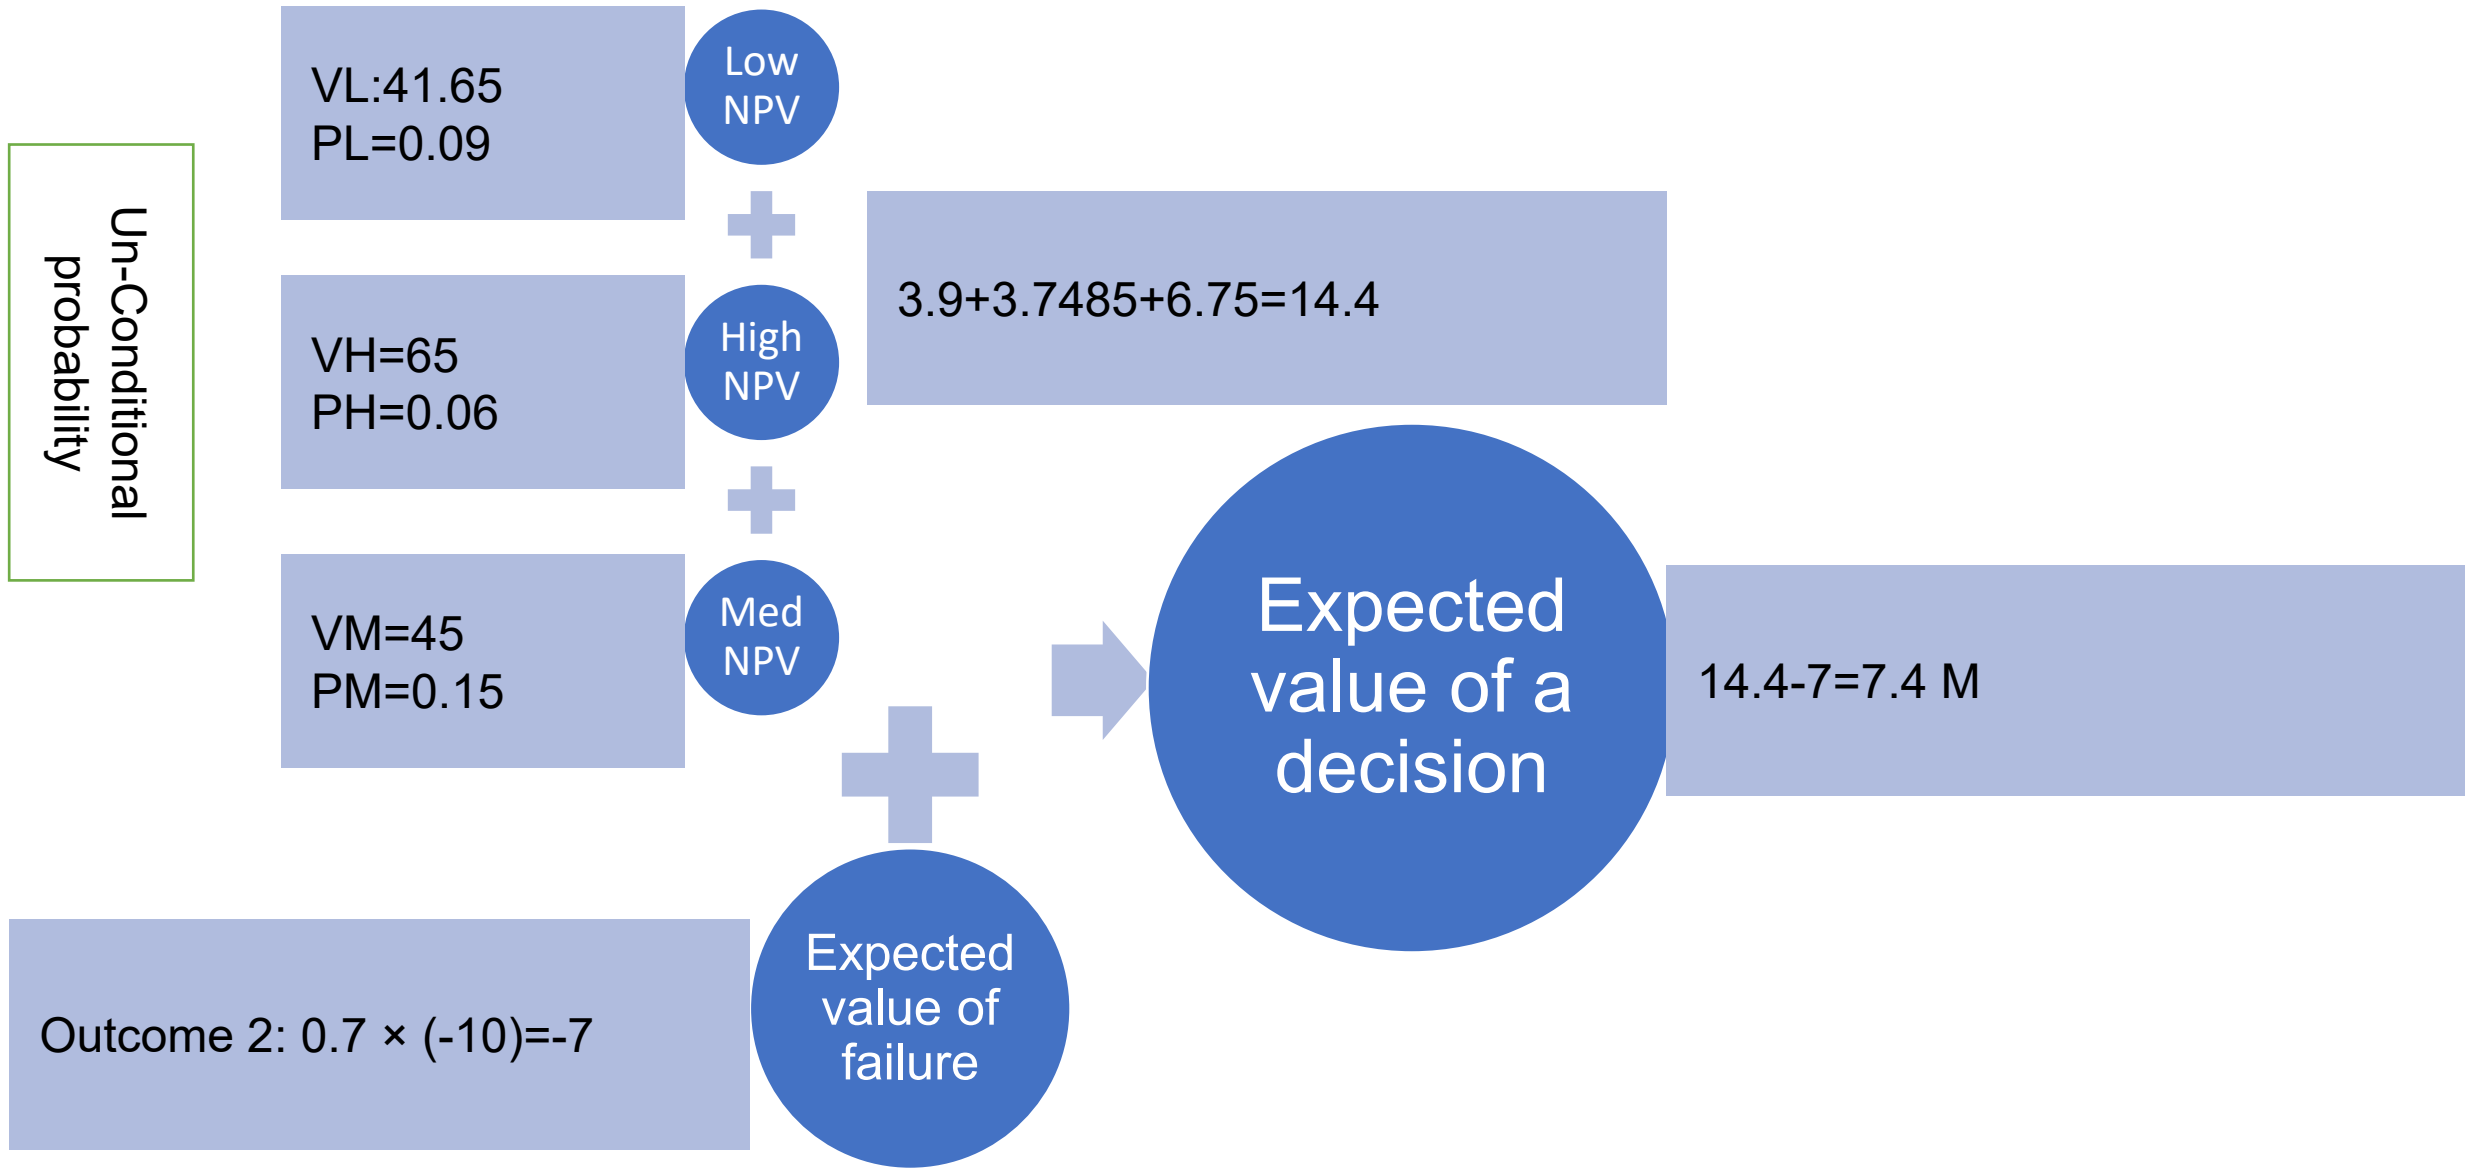 Un-Conditional
probability
VL:41.65
PL=0.09
Low
NPV
VH=65
PH=0.06
High
NPV
3.9+3.7485+6.75=14.4
VM=45
PM=0.15
Med
NPV
Expected
value of a
decision
14.4-7=7.4 M
Outcome 2: 0.7 × (-10)=-7
Expected
value of
failure